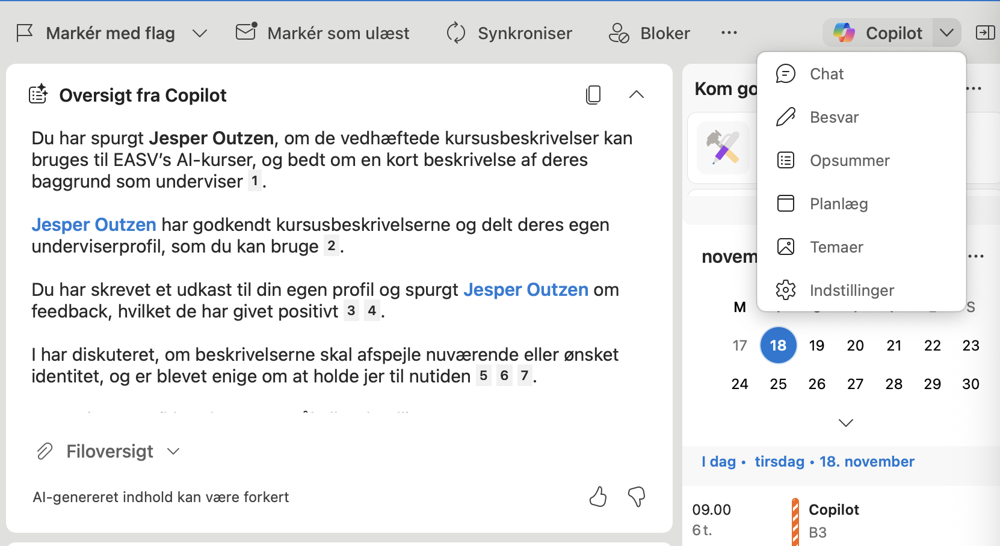 Markér med flag
Markér som ulæst
Synkroniser
Bloker
Copilot
Chat
Besvar
Opsummer
Planlæg
Temaer
Indstillinger
Oversigt fra Copilot
Du har spurgt Jesper Outzen, om de vedhæftede kursusbeskrivelser kan
bruges til EASV's AI-kurser, og bedt om en kort beskrivelse af deres
baggrund som underviser 1.
Jesper Outzen har godkendt kursusbeskrivelserne og delt deres egen
underviserprofil, som du kan bruge 2.
Du har skrevet et udkast til din egen profil og spurgt Jesper Outzen om
feedback, hvilket de har givet positivt 3 4.
I har diskuteret, om beskrivelserne skal afspejle nuværende eller ønsket
identitet, og er blevet enige om at holde jer til nutiden 5 6 7.
Filoversigt
AI-genereret indhold kan være forkert
Kom go
novem
M S
17 18 19 20 21 22 23
24 25 26 27 28 29 30
I dag • tirsdag • 18. november
09.00 Copilot
6 t. B3